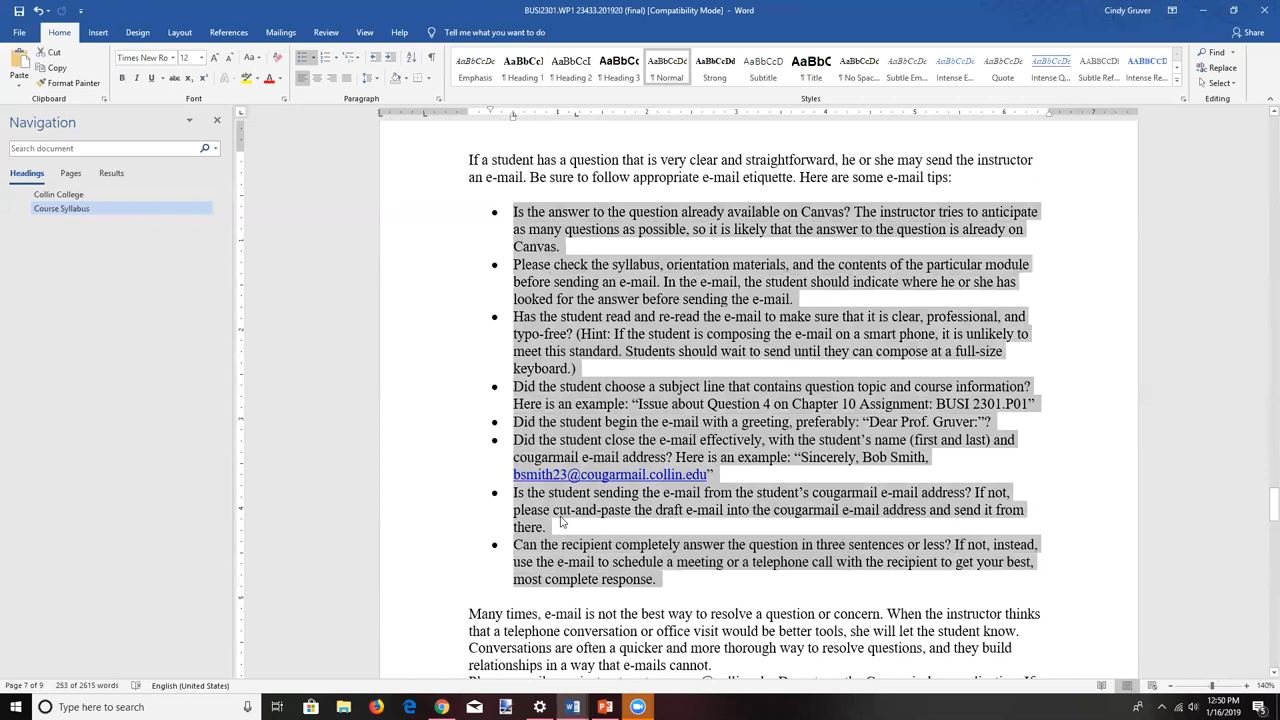 BUSI2301.WP1 23433.201920 (final) [Compatibility Mode] - Word
Cindy Gruver
File Home Insert Design Layout References Mailings Review View Help Tell me what you want to do
Share
Paste
Cut
Copy
Format Painter
Clipboard
Times New Ro 12
Font
Paragraph
AaBbCcDc AaBbCcI AaBbCcD AaBbCcI AaBbCcDc AaBbCcDc AaBbCcD AaBbC AaBbCcDc AaBbCcDc AaBbCcDc AaBbCcDc AaBbCcDc AABBCCDD AABBCCD
Emphasis ¶ Heading 1 ¶ Heading 2 ¶ Heading 3 ¶ Normal Strong Subtitle ¶ Title ¶ No Spac... Subtle Em... Intense E... Quote Intense Q... Subtle Ref... Intense Re...
Styles
Find
Replace
Select
Editing
Navigation
Search document
Headings Pages Results
Collin College
Course Syllabus
If a student has a question that is very clear and straightforward, he or she may send the instructor
an e-mail. Be sure to follow appropriate e-mail etiquette. Here are some e-mail tips:
• Is the answer to the question already available on Canvas? The instructor tries to anticipate
as many questions as possible, so it is likely that the answer to the question is already on
Canvas.
• Please check the syllabus, orientation materials, and the contents of the particular module
before sending an e-mail. In the e-mail, the student should indicate where he or she has
looked for the answer before sending the e-mail.
• Has the student read and re-read the e-mail to make sure that it is clear, professional, and
typo-free? (Hint: If the student is composing the e-mail on a smart phone, it is unlikely to
meet this standard. Students should wait to send until they can compose at a full-size
keyboard.)
• Did the student choose a subject line that contains question topic and course information?
Here is an example: “Issue about Question 4 on Chapter 10 Assignment: BUSI 2301.P01”
• Did the student begin the e-mail with a greeting, preferably: “Dear Prof. Gruver:”?
• Did the student close the e-mail effectively, with the student’s name (first and last) and
cougarmail e-mail address? Here is an example: “Sincerely, Bob Smith,
bsmith23@cougarmail.collin.edu”
• Is the student sending the e-mail from the student’s cougarmail e-mail address? If not,
please cut-and-paste the draft e-mail into the cougarmail e-mail address and send it from
there.
• Can the recipient completely answer the question in three sentences or less? If not, instead,
use the e-mail to schedule a meeting or a telephone call with the recipient to get your best,
most complete response.
Many times, e-mail is not the best way to resolve a question or concern. When the instructor thinks
that a telephone conversation or office visit would be better tools, she will let the student know.
Conversations are often a quicker and more thorough way to resolve questions, and they build
relationships in a way that e-mails cannot.
Page 7 of 9 253 of 2615 words English (United States)
140%
Type here to search
12:50 PM
1/16/2019